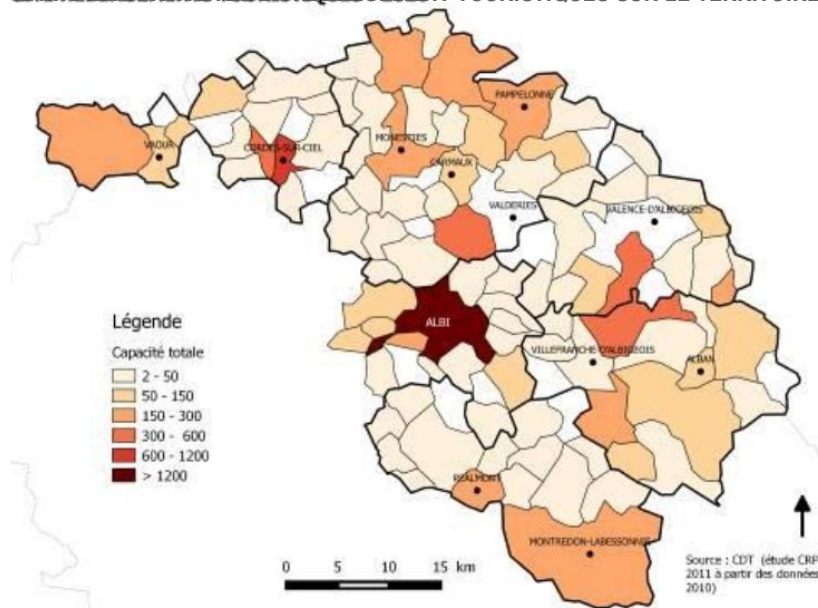 TOURISTIQUES SUR LE TERRITOIRE
PAMPELONNE
VAOUR
CORDES-SUR-CIEL
MONESTIES
CARMAUX
VALDERIES
VALENCE-D'ALBIGEOIS
ALBI
VILLEFRANCHE-D'ALBIGEOIS
ALBAN
REALMONT
MONTREDON-LABESSONNIE
Légende
Capacité totale
2 - 50
50 - 150
150 - 300
300 - 600
600 - 1200
> 1200
0 5 10 15 km
Source : CDT (étude CRP
2011 à partir des données
2010)